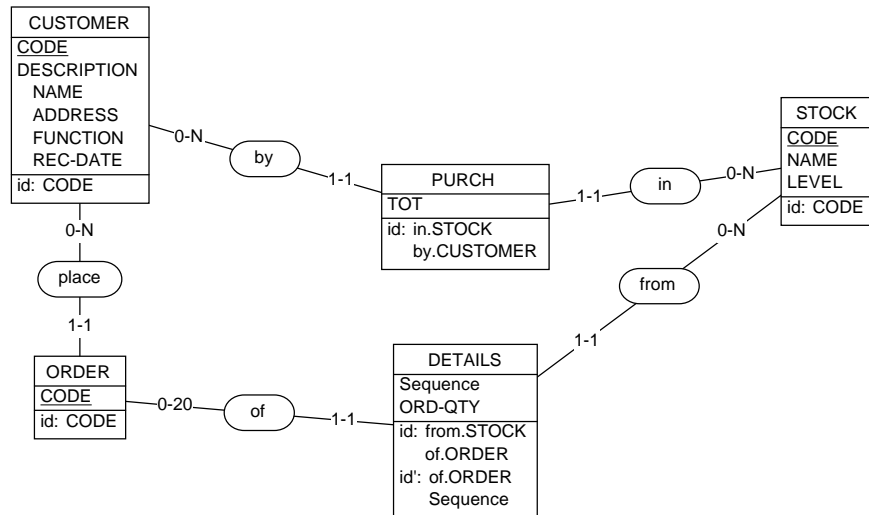 CUSTOMER
CODE
DESCRIPTION
NAME
ADDRESS
FUNCTION
REC-DATE
id: CODE
0-N
by
1-1
PURCH
TOT
id: in.STOCK
by.CUSTOMER
1-1
in
0-N
STOCK
CODE
NAME
LEVEL
id: CODE
0-N
place
1-1
ORDER
CODE
id: CODE
0-20
of
1-1
DETAILS
Sequence
ORD-QTY
id: from.STOCK
of.ORDER
id': of.ORDER
Sequence
1-1
from
0-N